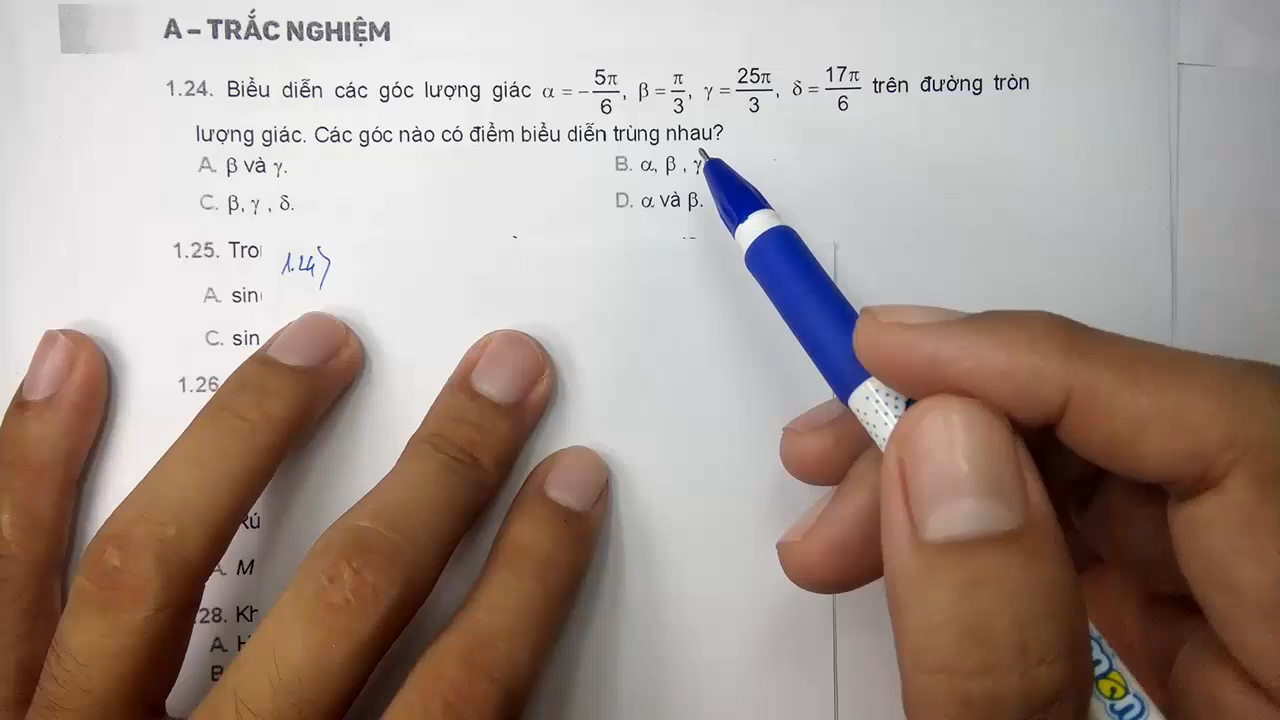 A – TRẮC NGHIỆM
1.24. Biểu diễn các góc lượng giác α = −5π/6, β = π/3, γ = 25π/3, δ = 17π/6 trên đường tròn
lượng giác. Các góc nào có điểm biểu diễn trùng nhau?
A. β và γ. B. α, β , γ
C. β, γ , δ. D. α và β.
1.25.
1.24)
A. sin
C. sin
1.26
A. M
28.
A.